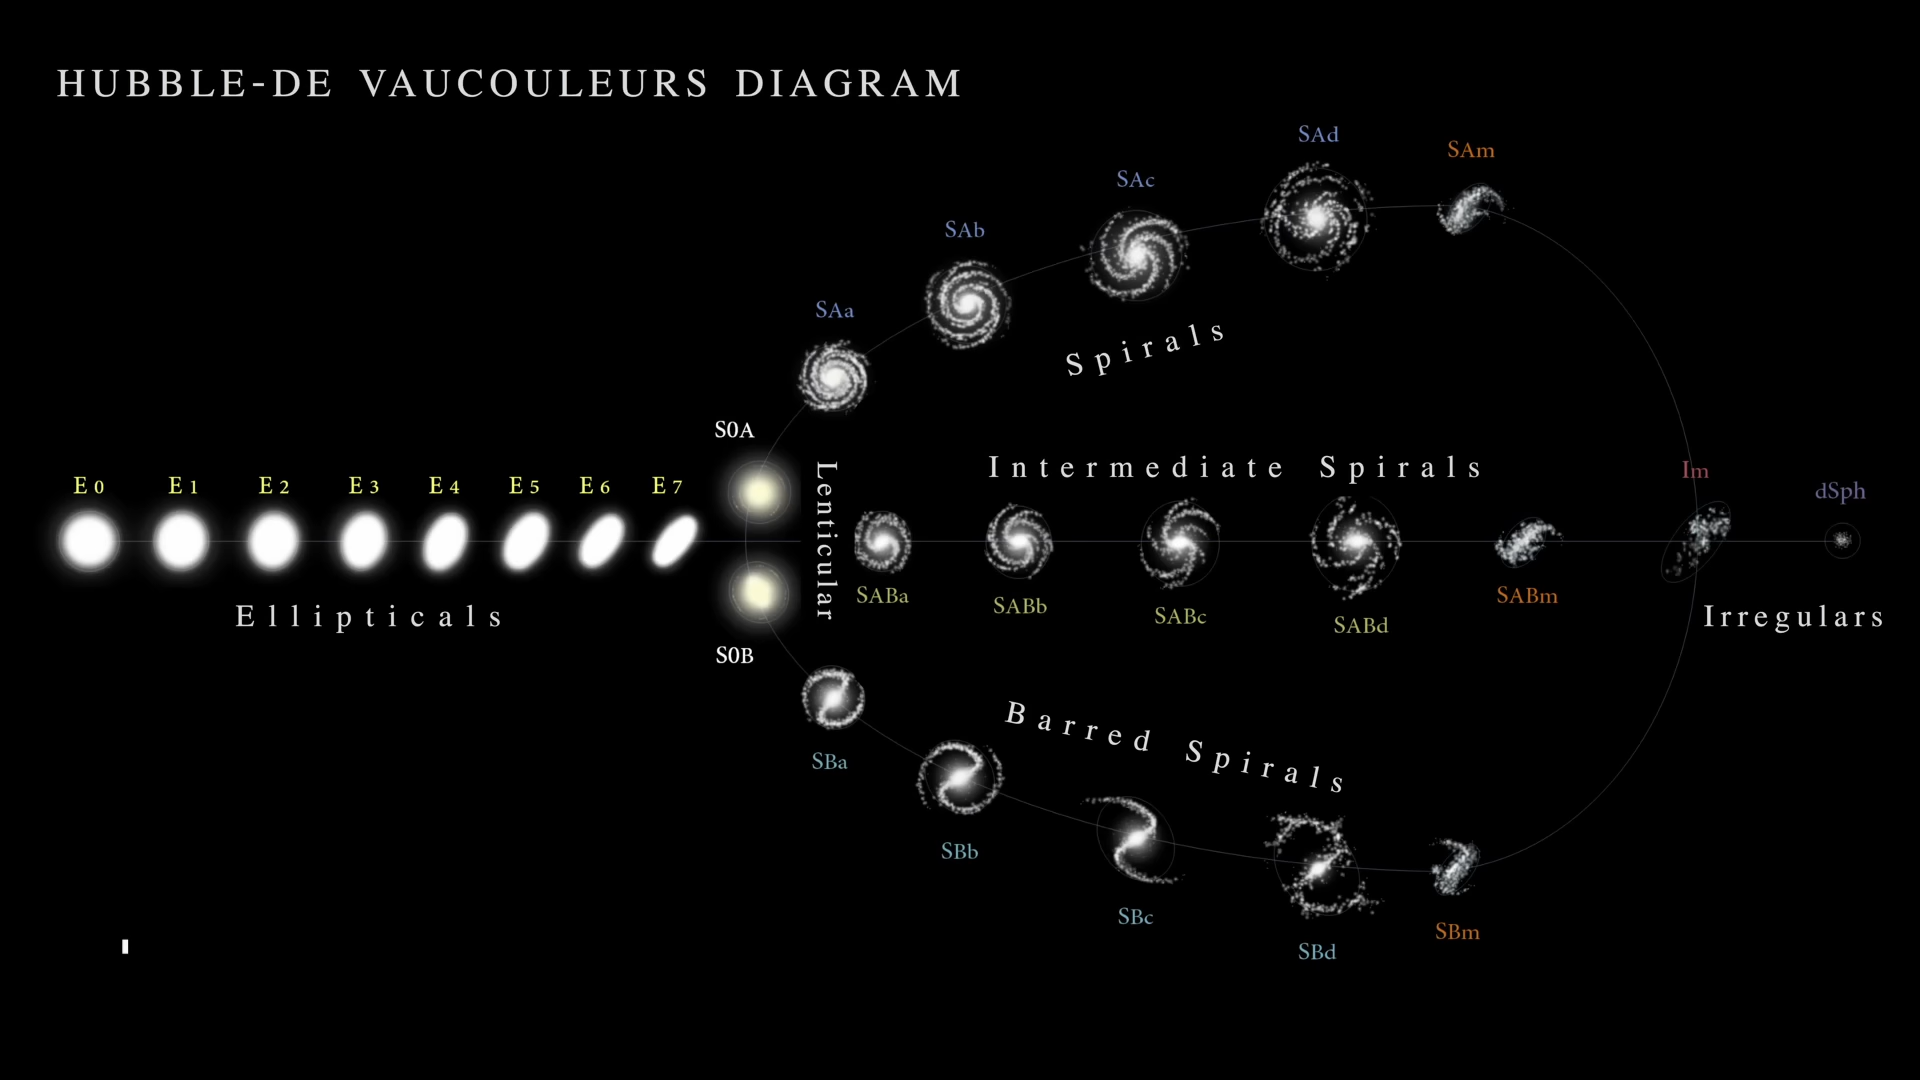 HUBBLE-DE VAUCOULEURS DIAGRAM
SAd
SAm
SAc
SAb
SAa
Spirals
S0A
Lenticular
Intermediate Spirals
E0 E1 E2 E3 E4 E5 E6 E7
Im
dSph
SABa
SABb
SABc
SABd
SABm
Ellipticals
Irregulars
S0B
Barred Spirals
SBa
SBb
SBc
SBd
SBm